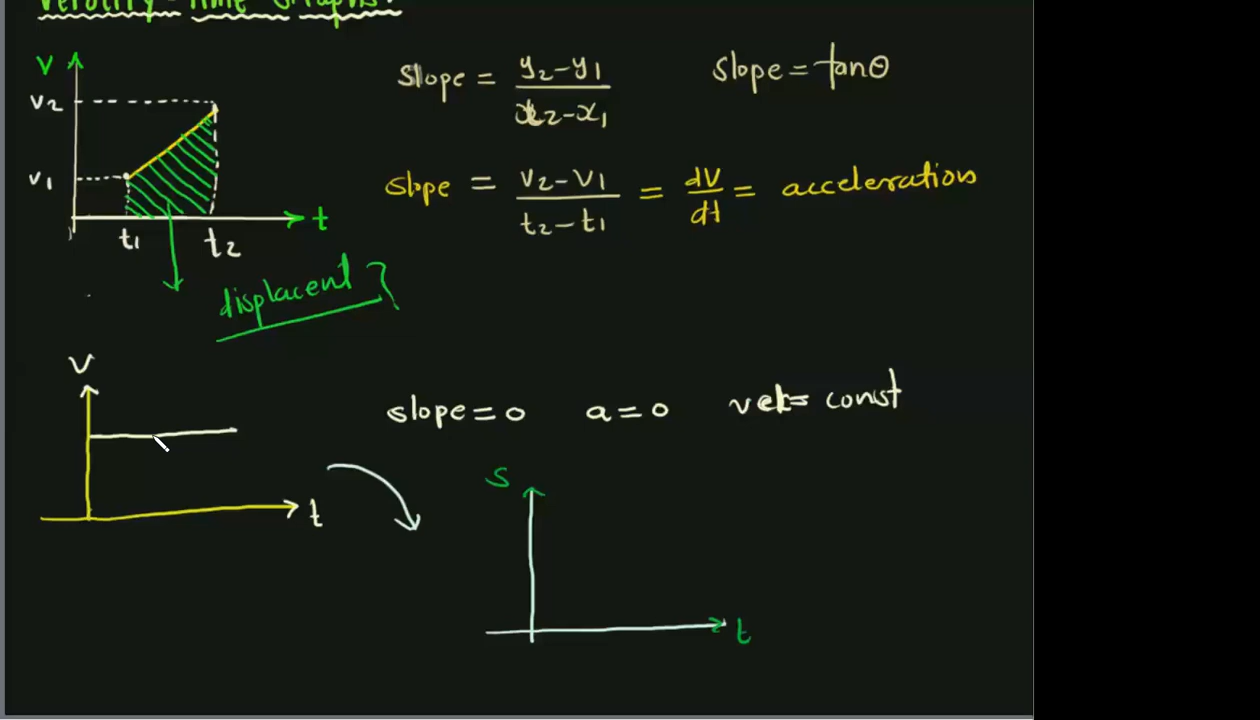 Velocity-Time Graphs:
v
v2
v1
t1 t2
t
displacent
slope = y2-y1 / x2-x1
slope = tanθ
slope = v2-v1 / t2-t1 = dv/dt = acceleration
v
t
slope = 0 a = 0 vel= const
s
t